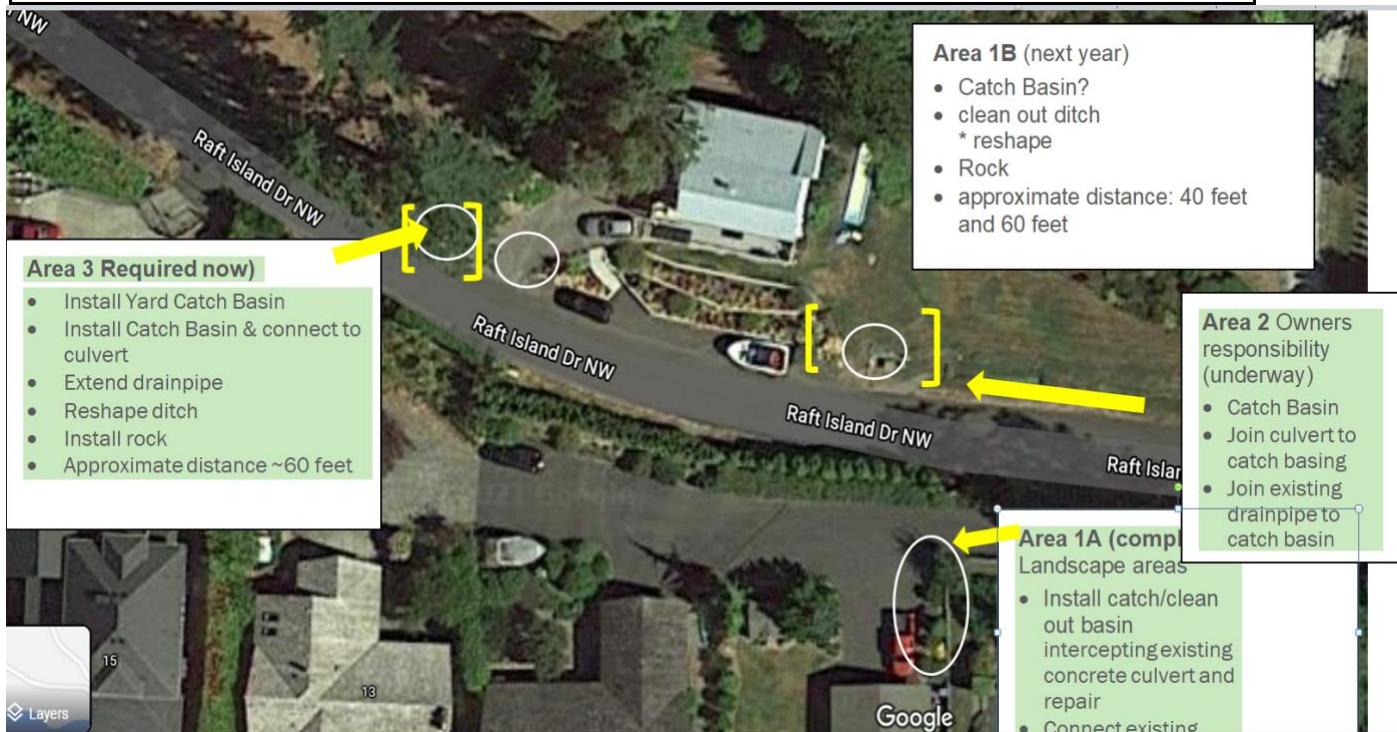 NW
Raft Island Dr NW
Area 1B (next year)
• Catch Basin?
• clean out ditch
* reshape
• Rock
• approximate distance: 40 feet
and 60 feet
Area 3 Required now)
• Install Yard Catch Basin
• Install Catch Basin & connect to
culvert
• Extend drainpipe
• Reshape ditch
• Install rock
• Approximate distance ~60 feet
Raft Island Dr NW
Raft Island Dr NW
Raft Islan
Area 2 Owners
responsibility
(underway)
• Catch Basin
• Join culvert to
catch basing
• Join existing
drainpipe to
catch basin
Area 1A (compl
Landscape areas
• Install catch/clean
out basin
intercepting existing
concrete culvert and
repair
• Connect existing
15
13
Layers
Google